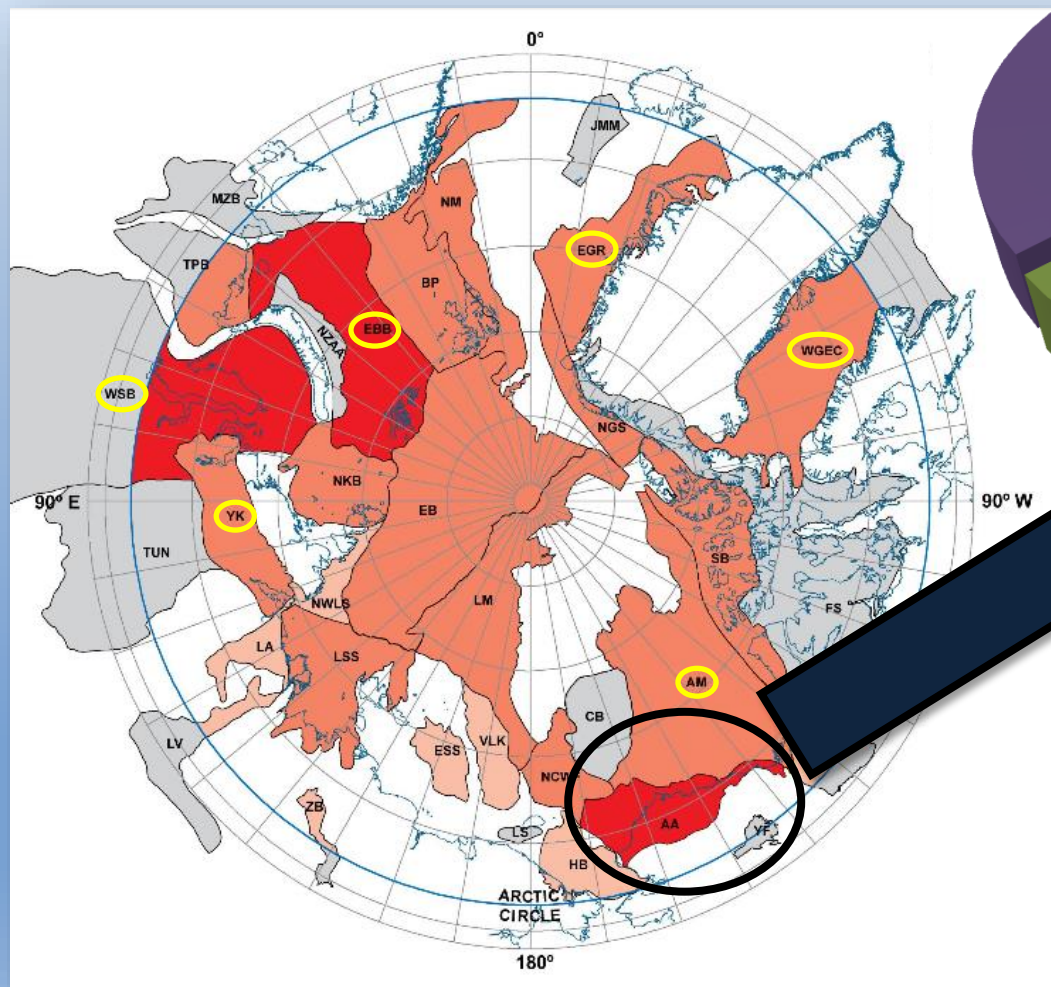 0°
JMM
MZB
NM
TPB
EGR
BP
EBB
NZAA
WGEC
WSB
NGS
90° E
NKB
EB
90° W
YK
TUN
SB
NWLS
LM
FS
LA
LSS
AM
CB
LV
ESS
VLK
NCWF
ZB
AA
LS
YF
HB
ARCTIC
CIRCLE
180°